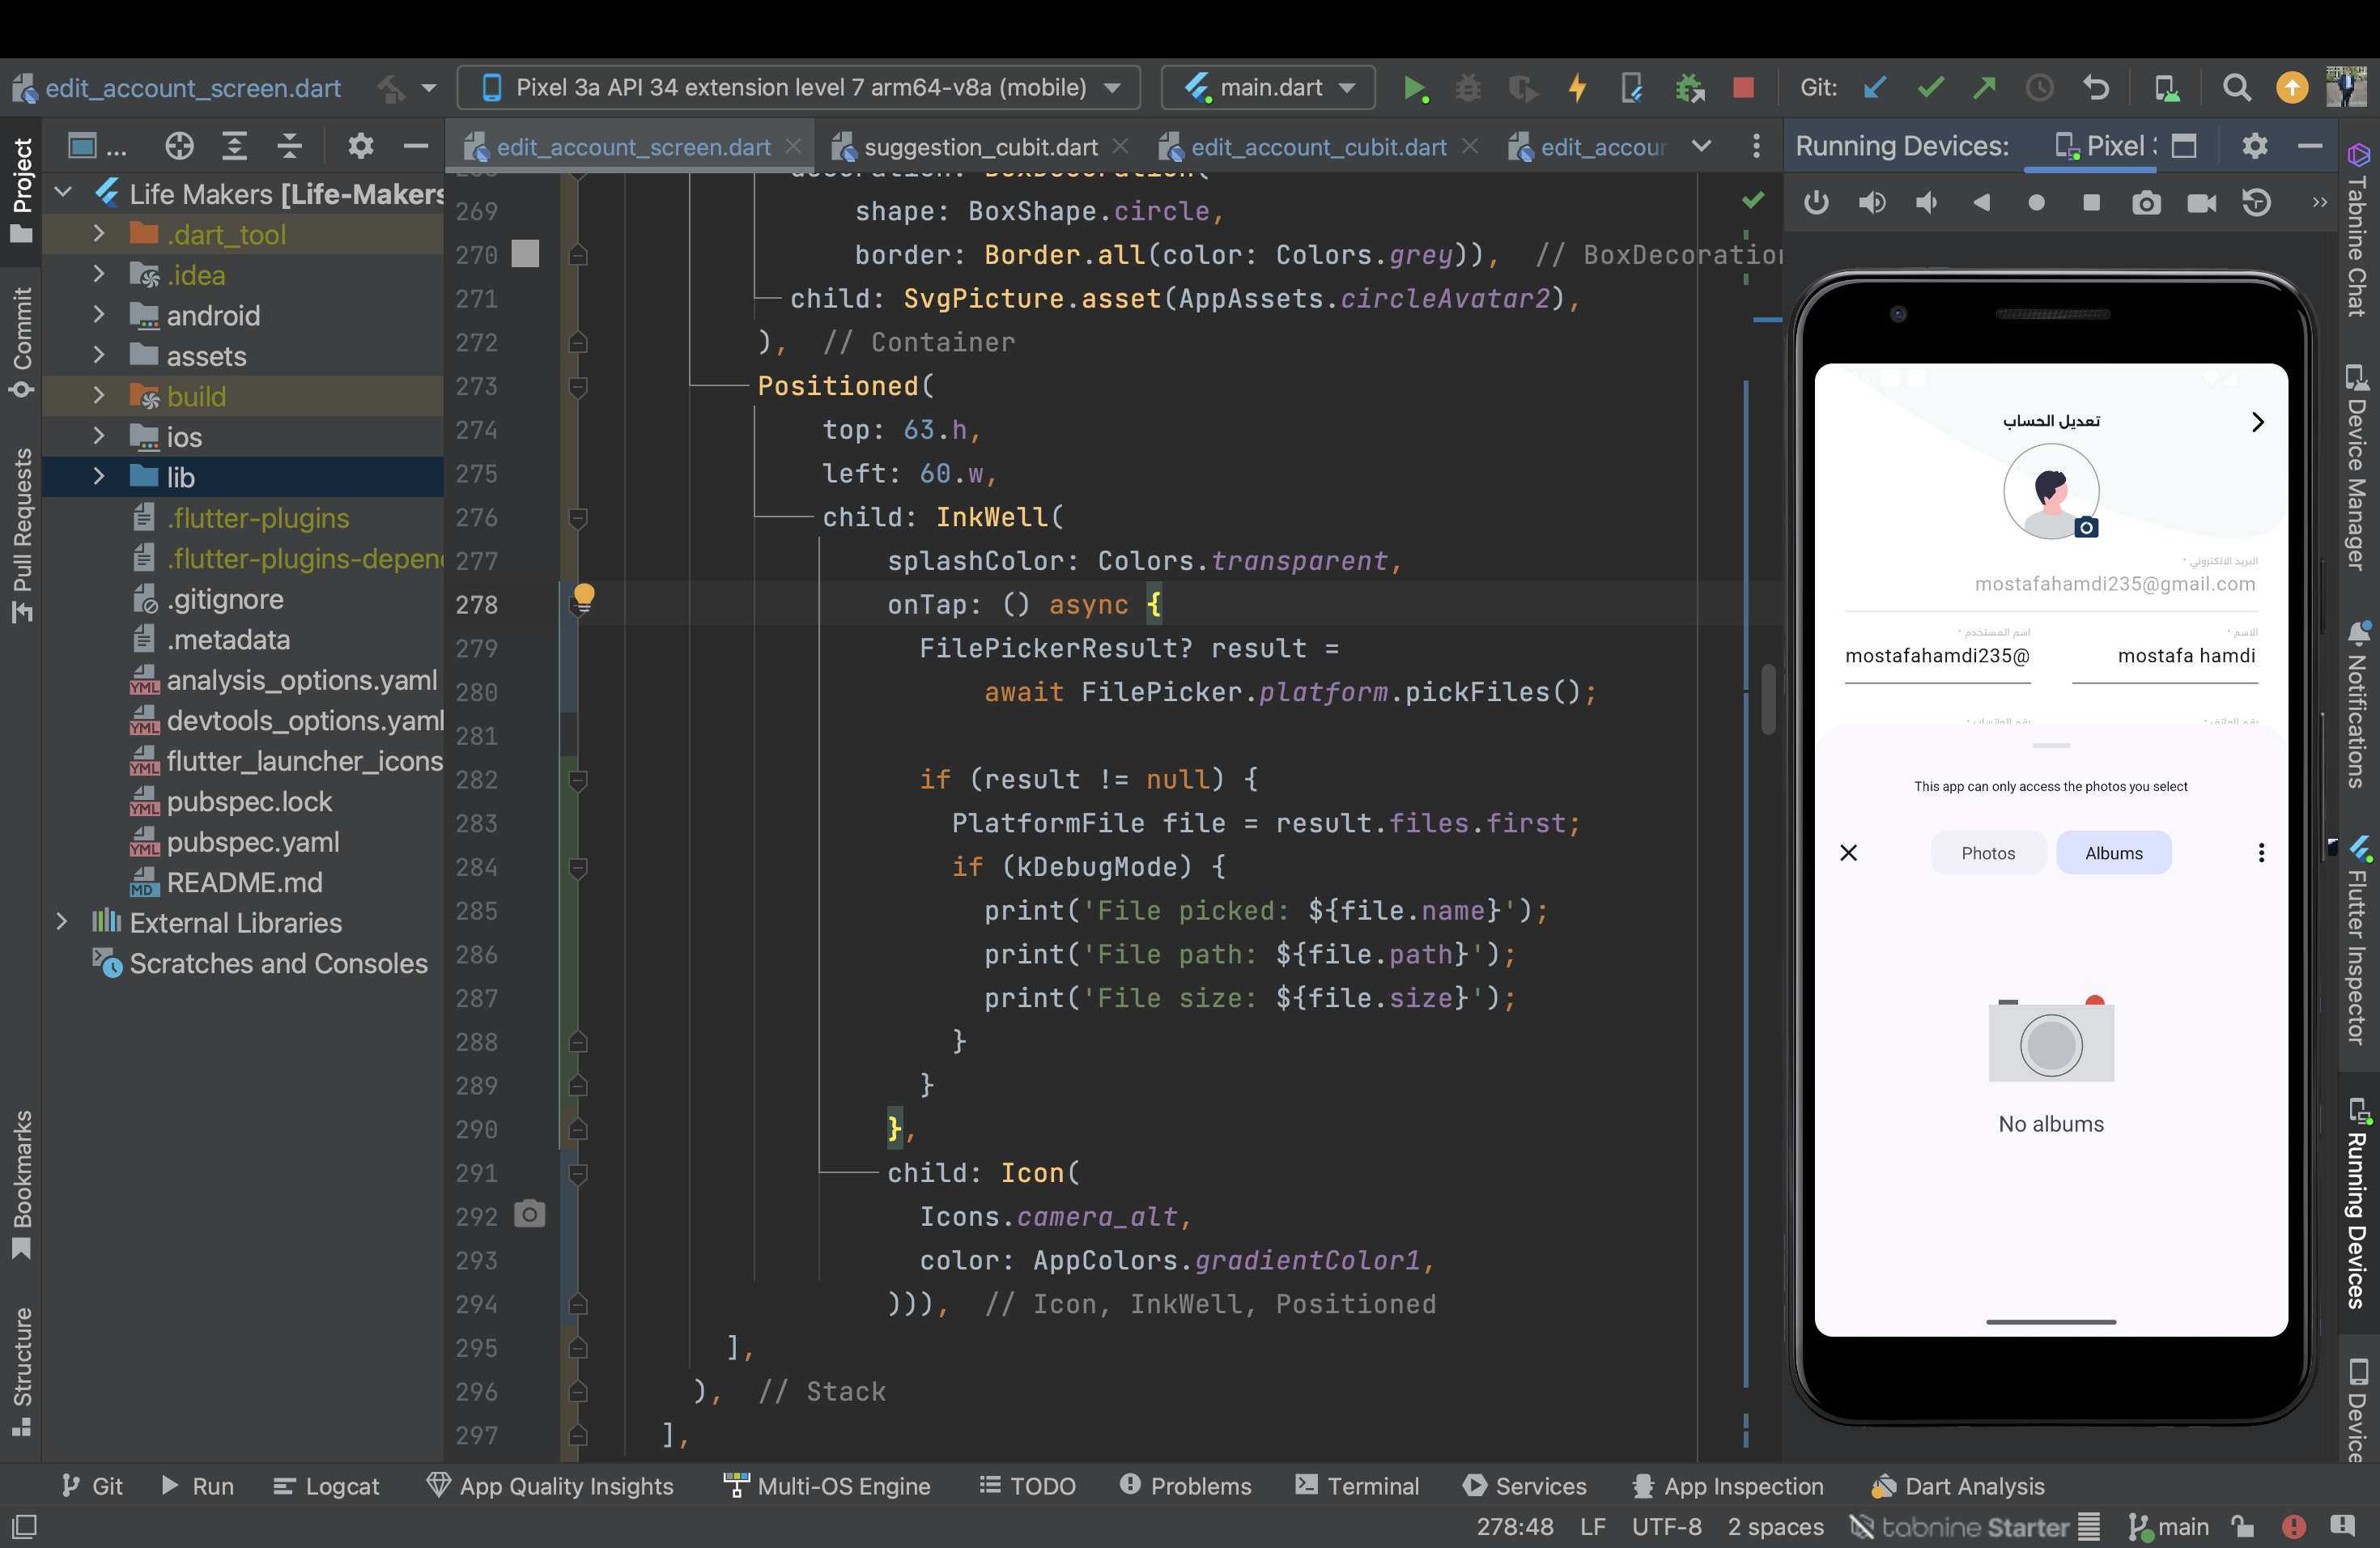 edit_account_screen.dart
Pixel 3a API 34 extension level 7 arm64-v8a (mobile)
main.dart
Git:
Project
Commit
Pull Requests
Bookmarks
Structure
...
Life Makers [Life-Makers
.dart_tool
.idea
android
assets
build
ios
lib
.flutter-plugins
.flutter-plugins-depen
.gitignore
.metadata
analysis_options.yaml
devtools_options.yaml
flutter_launcher_icons
pubspec.lock
pubspec.yaml
README.md
External Libraries
Scratches and Consoles
edit_account_screen.dart
suggestion_cubit.dart
edit_account_cubit.dart
edit_accour
269 shape: BoxShape.circle,
270 border: Border.all(color: Colors.grey)), // BoxDecoration
271 child: SvgPicture.asset(AppAssets.circleAvatar2),
272 ), // Container
273 Positioned(
274 top: 63.h,
275 left: 60.w,
276 child: InkWell(
277 splashColor: Colors.transparent,
278 onTap: () async {
279 FilePickerResult? result =
280 await FilePicker.platform.pickFiles();
281
282 if (result != null) {
283 PlatformFile file = result.files.first;
284 if (kDebugMode) {
285 print('File picked: ${file.name}');
286 print('File path: ${file.path}');
287 print('File size: ${file.size}');
288 }
289 }
290 },
291 child: Icon(
292 Icons.camera_alt,
293 color: AppColors.gradientColor1,
294 ))), // Icon, InkWell, Positioned
295 ],
296 ), // Stack
297 ],
Running Devices:
Pixel
تعديل الحساب
البريد الالكتروني *
mostafahamdi235@gmail.com
الاسم *
اسم المستخدم *
mostafa hamdi
mostafahamdi235@
رقم الهاتف *
رقم الواتساب *
This app can only access the photos you select
Photos
Albums
No albums
Tabnine Chat
Device Manager
Notifications
Flutter Inspector
Running Devices
Device
Git
Run
Logcat
App Quality Insights
Multi-OS Engine
TODO
Problems
Terminal
Services
App Inspection
Dart Analysis
278:48
LF
UTF-8
2 spaces
tabnine Starter
main